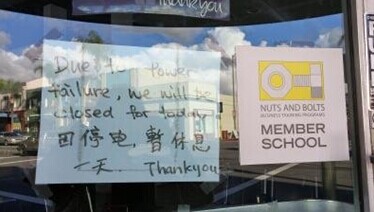 Thankyou
Due to Power
failure, we will be
closed for today.
因停电，暫休息
一天. Thankyou
NUTS AND BOLTS
BUSINESS TRAINING PROGRAMS
MEMBER
SCHOOL